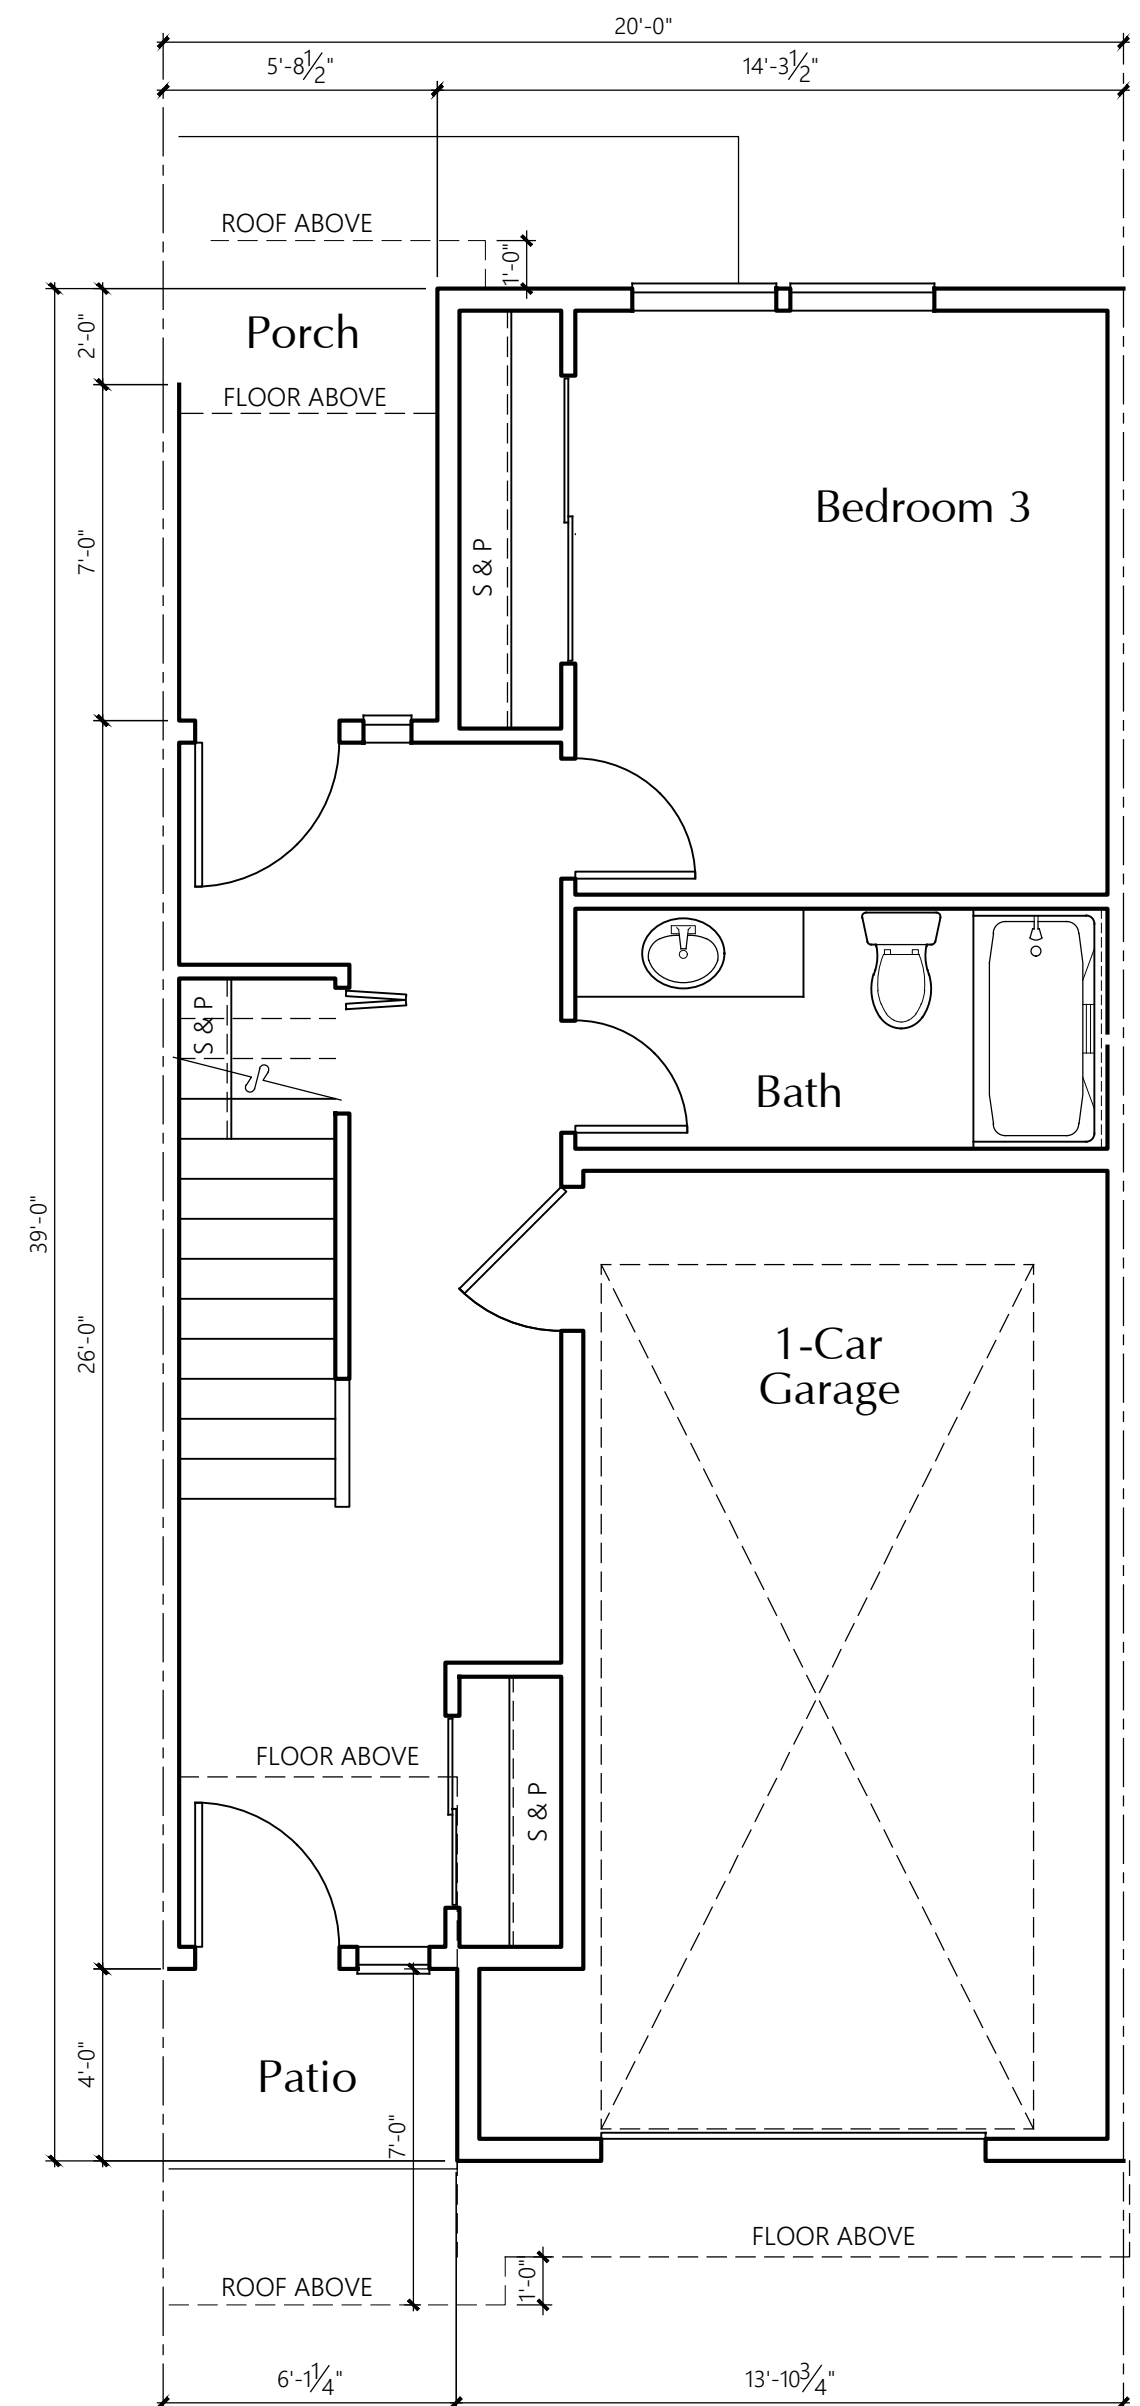 20'-0"
5'-8½"
14'-3½"
ROOF ABOVE
1'-0"
2'-0"
Porch
FLOOR ABOVE
Bedroom 3
7'-0"
S & P
S & P
Bath
39'-0"
26'-0"
1-Car
Garage
FLOOR ABOVE
S & P
4'-0"
Patio
7'-0"
FLOOR ABOVE
ROOF ABOVE
1'-0"
6'-1¼"
13'-10¾"